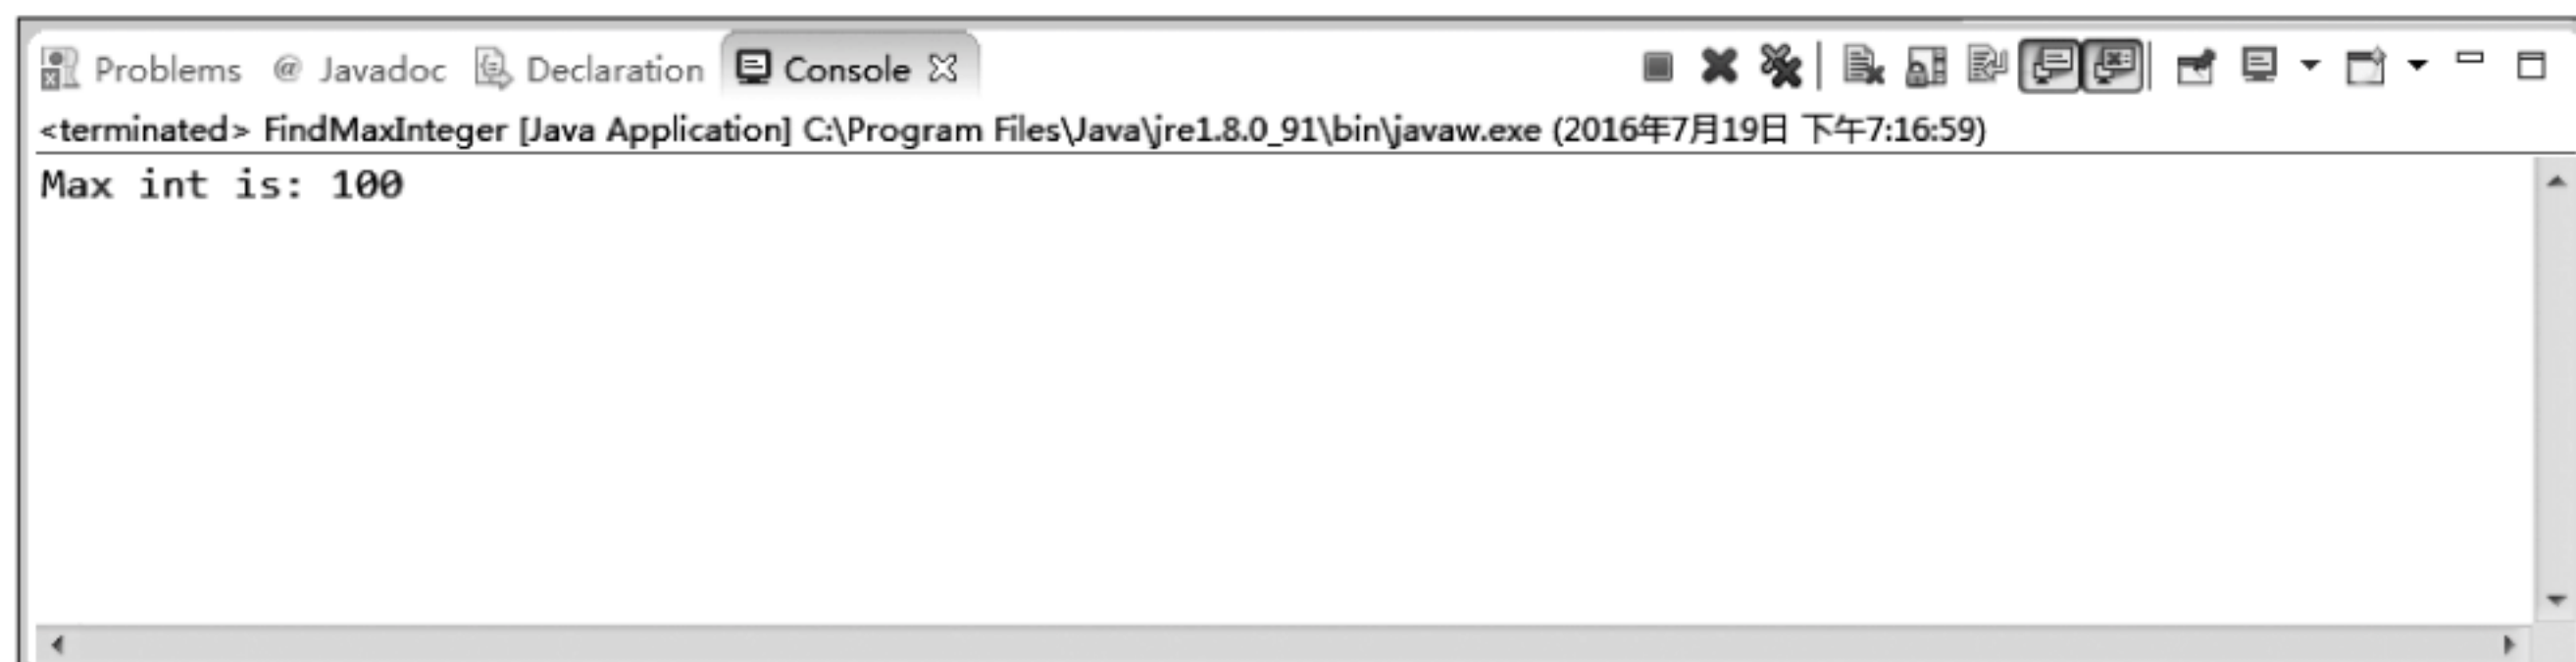 Problems @ Javadoc Declaration Console
<terminated> FindMaxInteger [Java Application] C:\Program Files\Java\jre1.8.0_91\bin\javaw.exe (2016年7月19日 下午7:16:59)
Max int is: 100